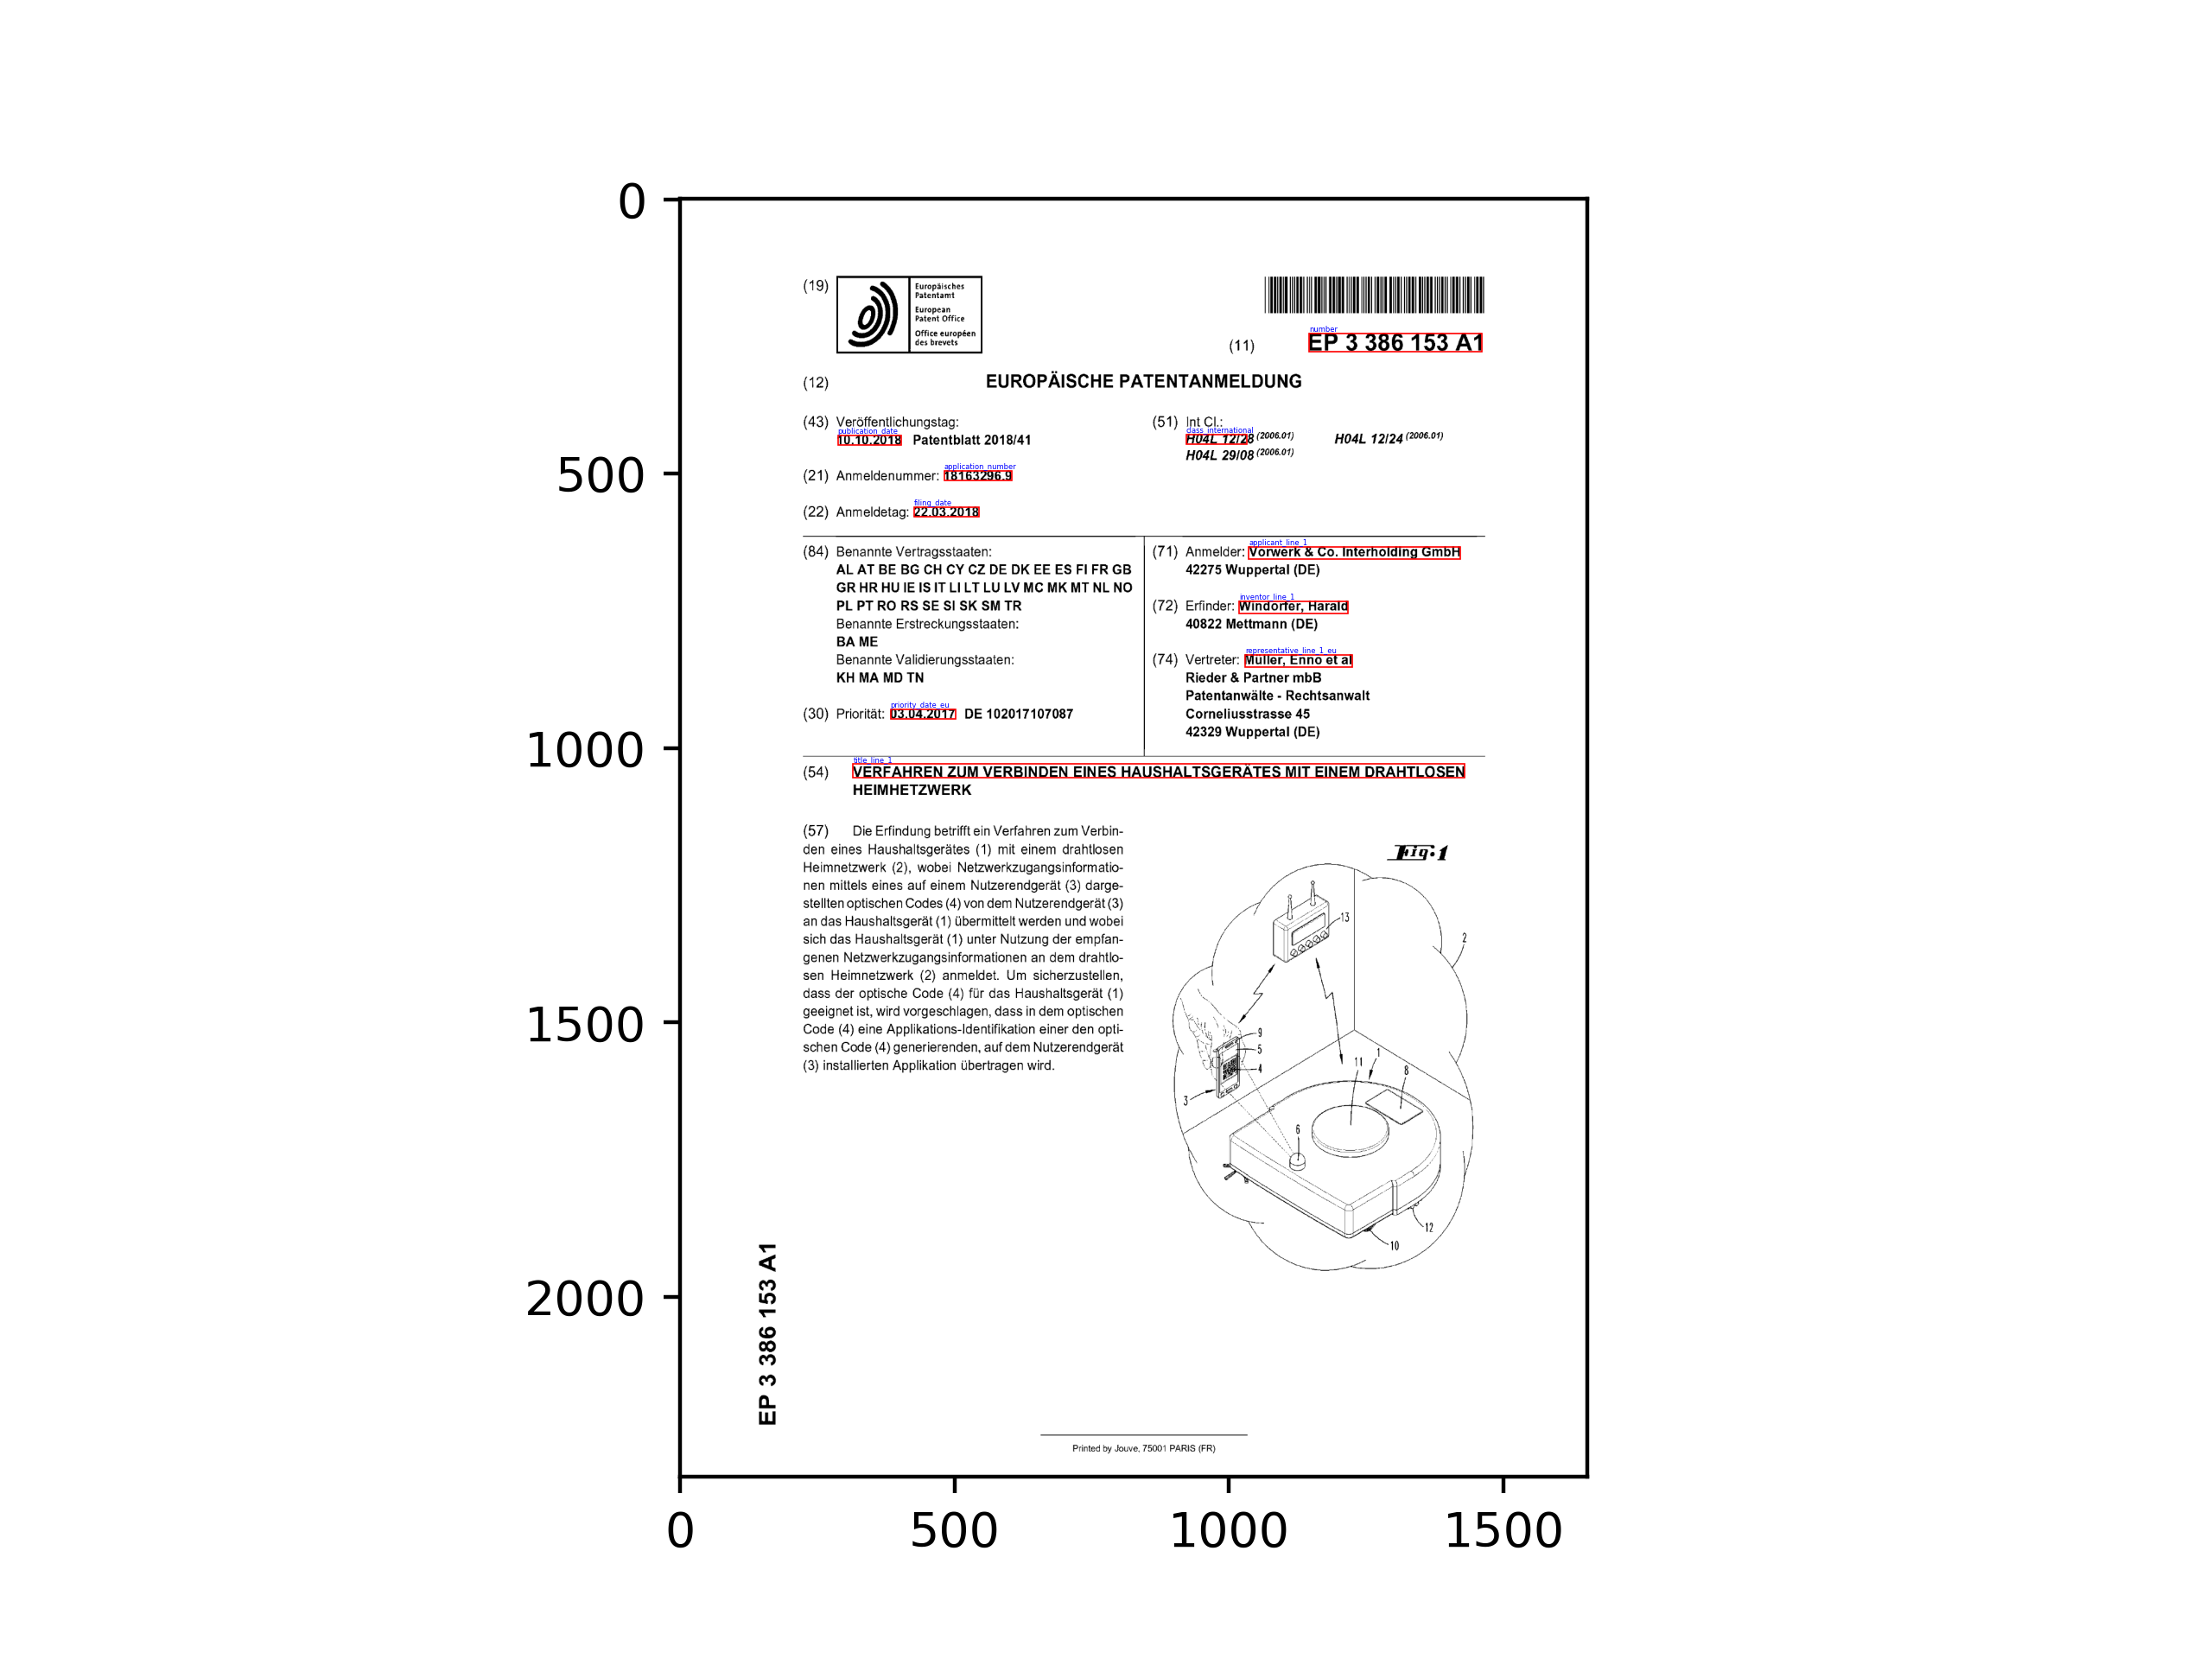 0
500
1000
1500
2000
0
500
1000
1500
(19)
Europäisches
Patentamt
European
Patent Office
Office européen
des brevets
number
(11)
EP 3 386 153 A1
(12)
EUROPÄISCHE PATENTANMELDUNG
(43) Veröffentlichungstag:
publication_date
10.10.2018 Patentblatt 2018/41
(21) Anmeldenummer: 18163296.9
application_number
(22) Anmeldetag: 22.03.2018
filing_date
(51) Int Cl.:
class_international
H04L 12/28 (2006.01) H04L 12/24 (2006.01)
H04L 29/08 (2006.01)
(84) Benannte Vertragsstaaten:
AL AT BE BG CH CY CZ DE DK EE ES FI FR GB
GR HR HU IE IS IT LI LT LU LV MC MK MT NL NO
PL PT RO RS SE SI SK SM TR
Benannte Erstreckungsstaaten:
BA ME
Benannte Validierungsstaaten:
KH MA MD TN
priority_date_eu
(30) Priorität: 03.04.2017 DE 102017107087
applicant_line_1
(71) Anmelder: Vorwerk & Co. Interholding GmbH
42275 Wuppertal (DE)
inventor_line_1
(72) Erfinder: Windorfer, Harald
40822 Mettmann (DE)
representative_line_1_eu
(74) Vertreter: Müller, Enno et al
Rieder & Partner mbB
Patentanwälte - Rechtsanwalt
Corneliusstrasse 45
42329 Wuppertal (DE)
title_line_1
(54) VERFAHREN ZUM VERBINDEN EINES HAUSHALTSGERÄTES MIT EINEM DRAHTLOSEN
HEIMHETZWERK
(57) Die Erfindung betrifft ein Verfahren zum Verbin-
den eines Haushaltsgerätes (1) mit einem drahtlosen
Heimnetzwerk (2), wobei Netzwerkzugangsinformatio-
nen mittels eines auf einem Nutzerendgerät (3) darge-
stellten optischen Codes (4) von dem Nutzerendgerät (3)
an das Haushaltsgerät (1) übermittelt werden und wobei
sich das Haushaltsgerät (1) unter Nutzung der empfan-
genen Netzwerkzugangsinformationen an dem drahtlo-
sen Heimnetzwerk (2) anmeldet. Um sicherzustellen,
dass der optische Code (4) für das Haushaltsgerät (1)
geeignet ist, wird vorgeschlagen, dass in dem optischen
Code (4) eine Applikations-Identifikation einer den opti-
schen Code (4) generierenden, auf dem Nutzerendgerät
(3) installierten Applikation übertragen wird.
Fig. 1
13
2
9
5
4
11
1
8
3
6
12
10
EP 3 386 153 A1
Printed by Jouve, 75001 PARIS (FR)